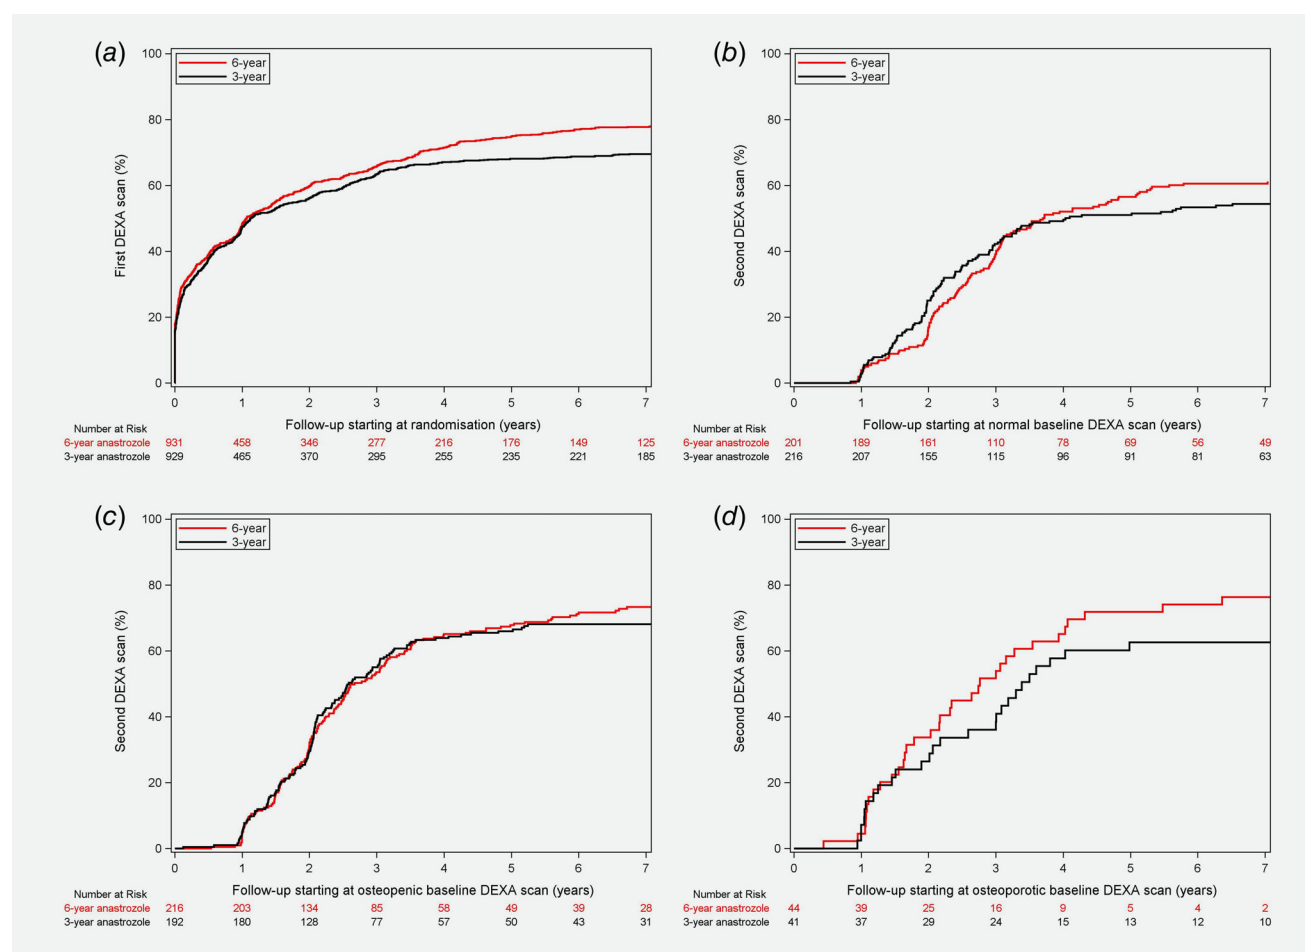 (a)
6-year
3-year
First DEXA scan (%)
100
80
60
40
20
0
0 1 2 3 4 5 6 7
Follow-up starting at randomisation (years)
Number at Risk
6-year anastrozole 931 458 346 277 216 176 149 125
3-year anastrozole 929 465 370 295 255 235 221 185
(b)
6-year
3-year
Second DEXA scan (%)
100
80
60
40
20
0
0 1 2 3 4 5 6 7
Follow-up starting at normal baseline DEXA scan (years)
Number at Risk
6-year anastrozole 201 189 161 110 78 69 56 49
3-year anastrozole 216 207 155 115 96 91 81 63
(c)
6-year
3-year
Second DEXA scan (%)
100
80
60
40
20
0
0 1 2 3 4 5 6 7
Follow-up starting at osteopenic baseline DEXA scan (years)
Number at Risk
6-year anastrozole 216 203 134 85 58 49 39 28
3-year anastrozole 192 180 128 77 57 50 43 31
(d)
6-year
3-year
Second DEXA scan (%)
100
80
60
40
20
0
0 1 2 3 4 5 6 7
Follow-up starting at osteoporotic baseline DEXA scan (years)
Number at Risk
6-year anastrozole 44 39 25 16 9 5 4 2
3-year anastrozole 41 37 29 24 15 13 12 10